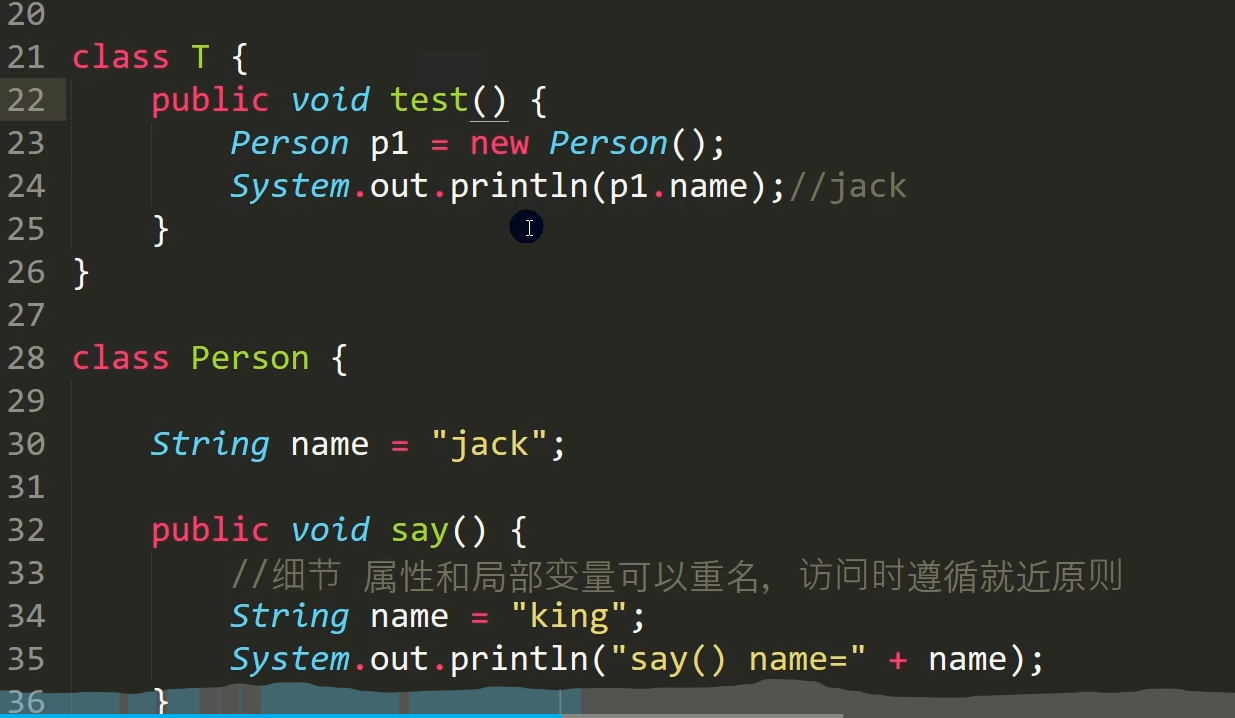 20
21 class T {
22     public void test() {
23         Person p1 = new Person();
24         System.out.println(p1.name);//jack
25     }
26 }
27
28 class Person {
29
30     String name = "jack";
31
32     public void say() {
33         //细节 属性和局部变量可以重名，访问时遵循就近原则
34         String name = "king";
35         System.out.println("say() name=" + name);
36     }